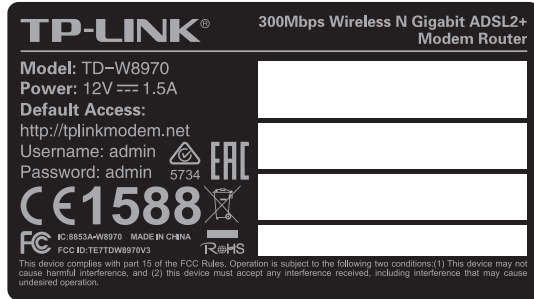 TP-LINK®
300Mbps Wireless N Gigabit ADSL2+
Modem Router
Model: TD-W8970
Power: 12V⎓1.5A
Default Access:
http://tplinkmodem.net
Username: admin
Password: admin
5734
EAC
CE1588
FC
IC:8853A-W8970 MADE IN CHINA
FCC ID:TE7TDW8970V3
RoHS
This device complies with part 15 of the FCC Rules. Operation is subject to the following two conditions:(1) This device may not
cause harmful interference, and (2) this device must accept any interference received, including interference that may cause
undesired operation.